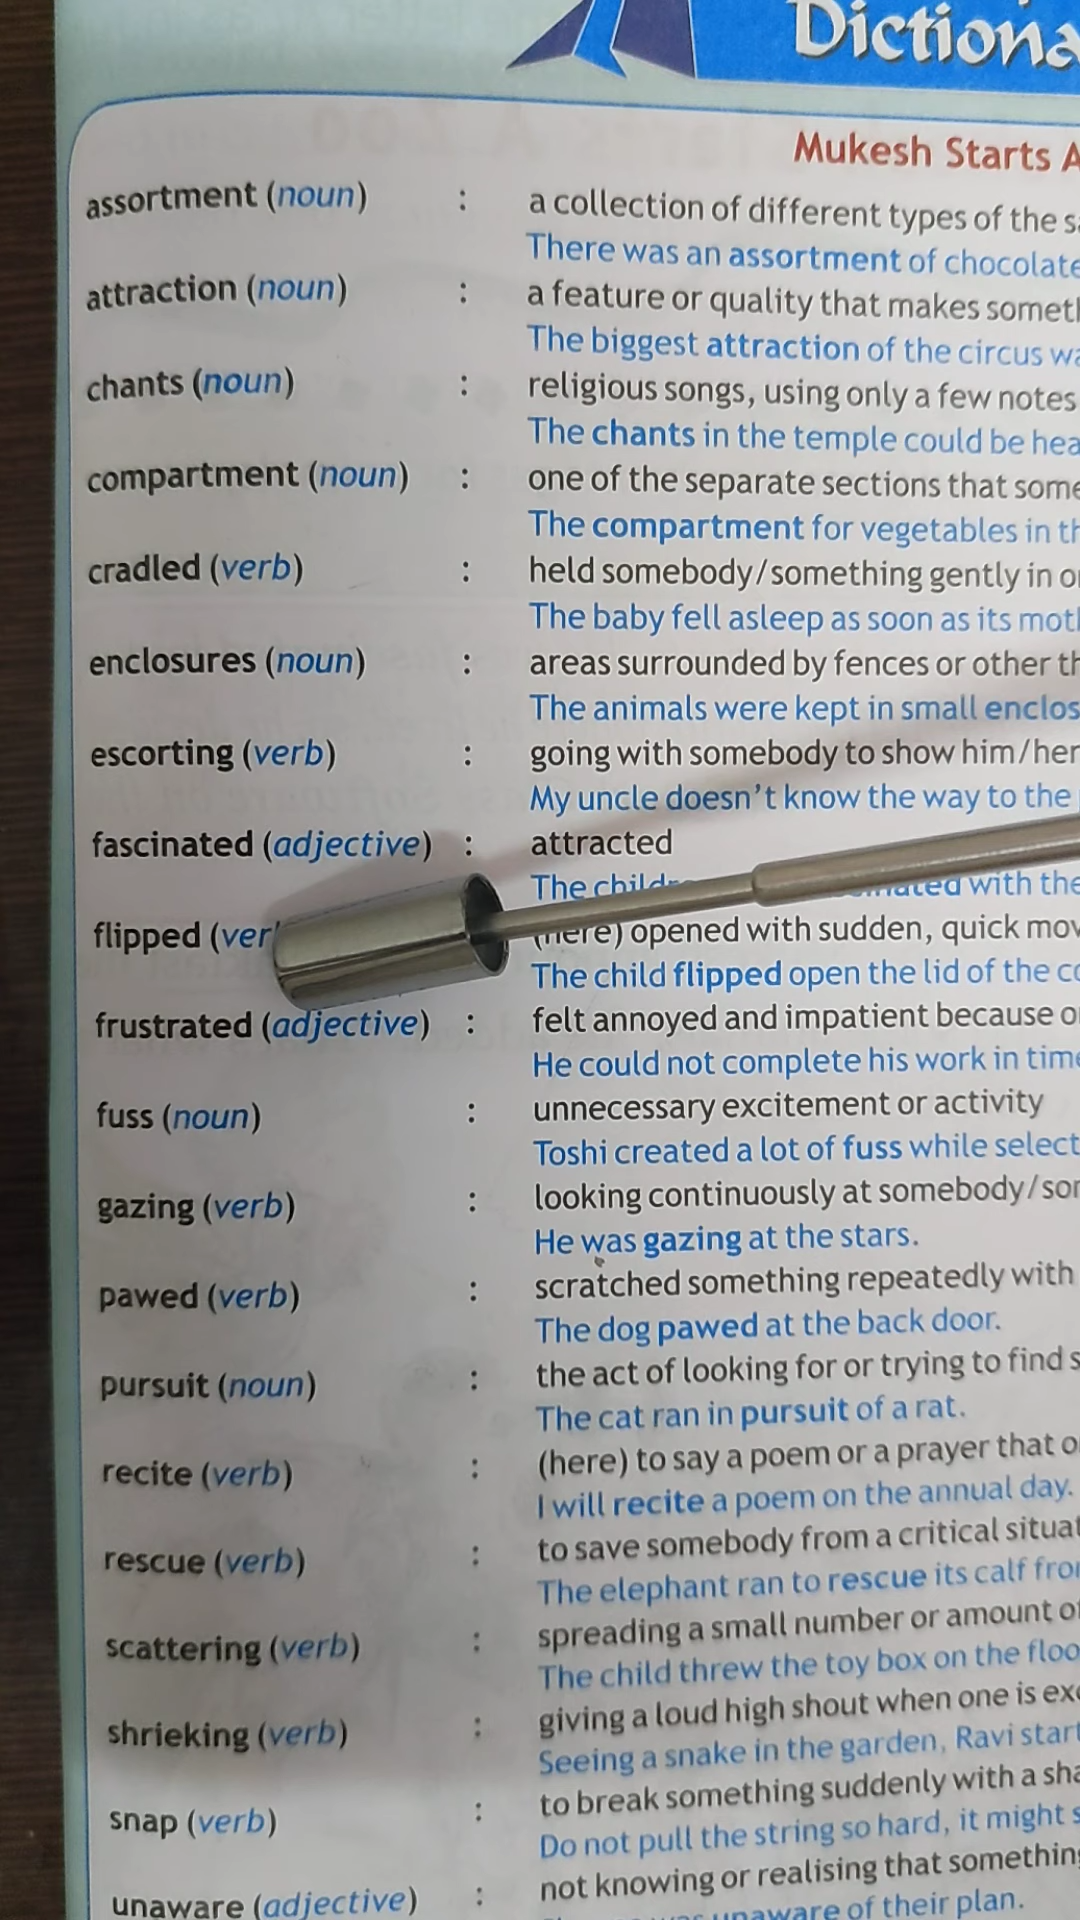 Dictiona
Mukesh Starts A
assortment (noun) : a collection of different types of the
There was an assortment of chocolate
attraction (noun) : a feature or quality that makes somet
The biggest attraction of the circus wa
chants (noun) : religious songs, using only a few notes
The chants in the temple could be hea
compartment (noun) : one of the separate sections that some
The compartment for vegetables in th
cradled (verb) : held somebody/something gently in o
The baby fell asleep as soon as its mot
enclosures (noun) : areas surrounded by fences or other th
The animals were kept in small enclos
escorting (verb) : going with somebody to show him/her
My uncle doesn't know the way to the
fascinated (adjective) : attracted
The child with the
flipped (ver (here) opened with sudden, quick mov
The child flipped open the lid of the co
frustrated (adjective) : felt annoyed and impatient because o
He could not complete his work in time
fuss (noun) : unnecessary excitement or activity
Toshi created a lot of fuss while select
gazing (verb) : looking continuously at somebody/so
He was gazing at the stars.
pawed (verb) : scratched something repeatedly with
The dog pawed at the back door.
pursuit (noun) : the act of looking for or trying to find s
The cat ran in pursuit of a rat.
recite (verb) : (here) to say a poem or a prayer that o
I will recite a poem on the annual day.
rescue (verb) : to save somebody from a critical situat
The elephant ran to rescue its calf from
scattering (verb) : spreading a small number or amount of
The child threw the toy box on the floo
shrieking (verb) : giving a loud high shout when one is exc
Seeing a snake in the garden, Ravi start
snap (verb) : to break something suddenly with a sha
Do not pull the string so hard, it might s
unaware (adjective) : not knowing or realising that something
unaware of their plan.